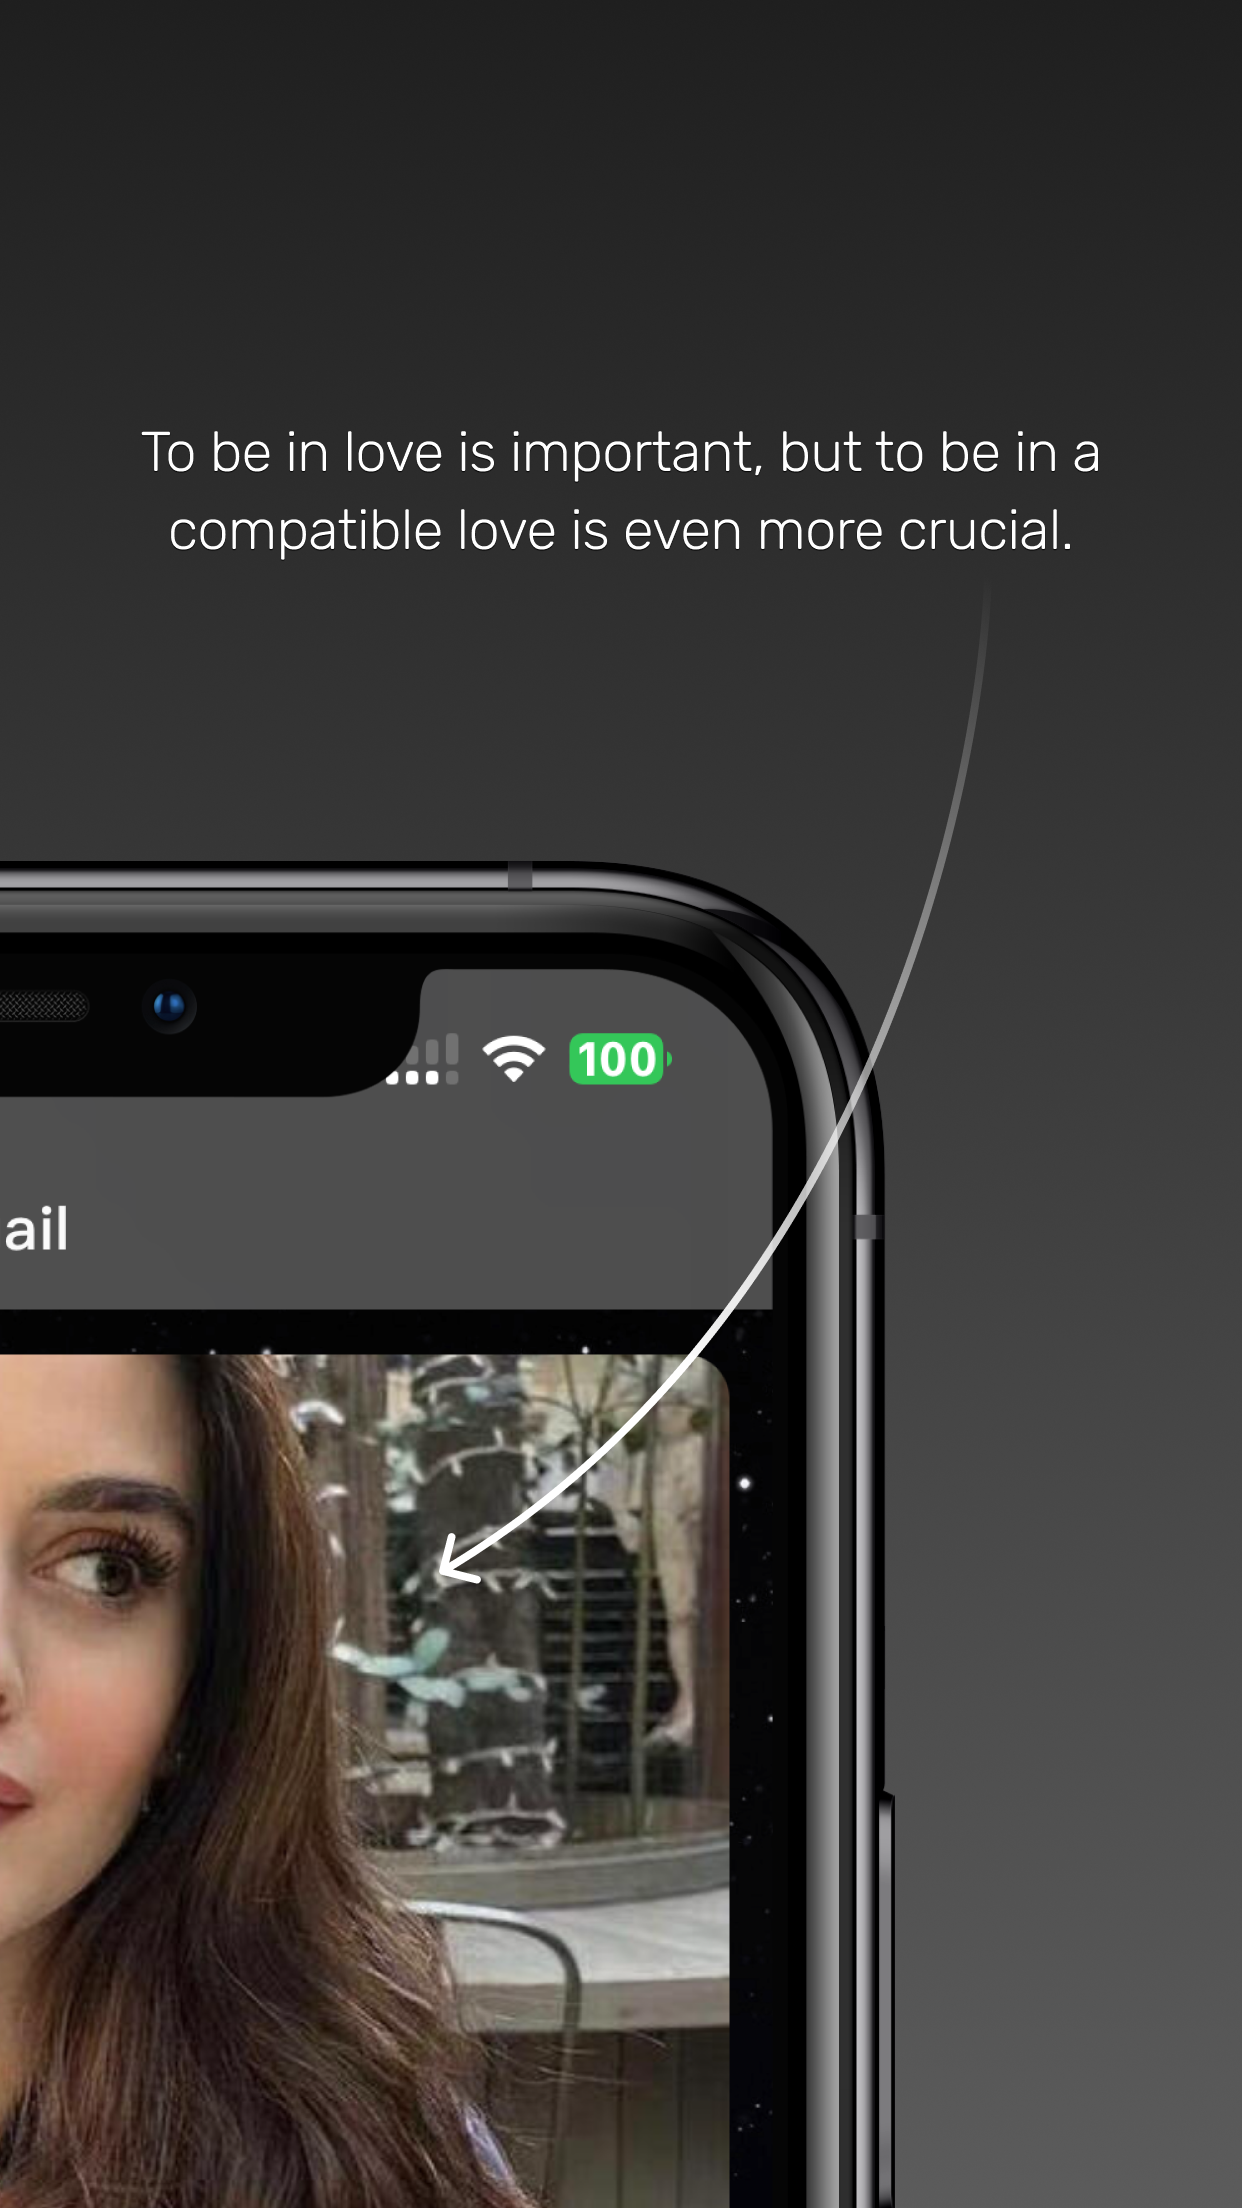 To be in love is important, but to be in a
compatible love is even more crucial.
100
ail